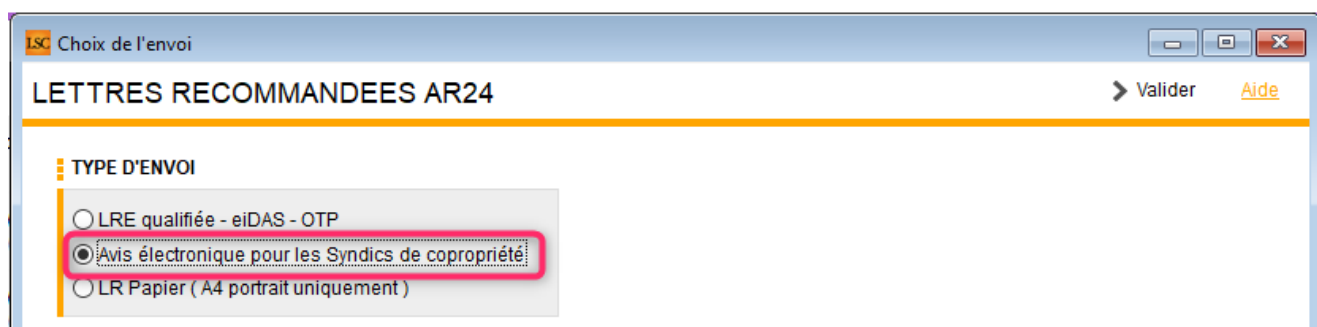 LSC Choix de l'envoi
LETTRES RECOMMANDEES AR24
Valider Aide
TYPE D'ENVOI
LRE qualifiée - eiDAS - OTP
Avis électronique pour les Syndics de copropriété
LR Papier ( A4 portrait uniquement )